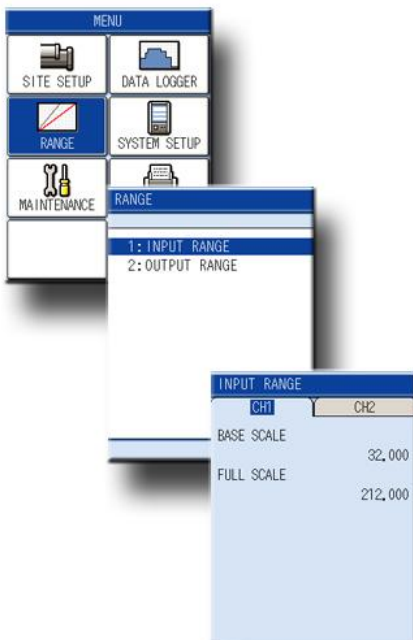 MENU
SITE SETUP
DATA LOGGER
RANGE
SYSTEM SETUP
MAINTENANCE
RANGE
1:INPUT RANGE
2:OUTPUT RANGE
INPUT RANGE
CH1
CH2
BASE SCALE
32.000
FULL SCALE
212.000